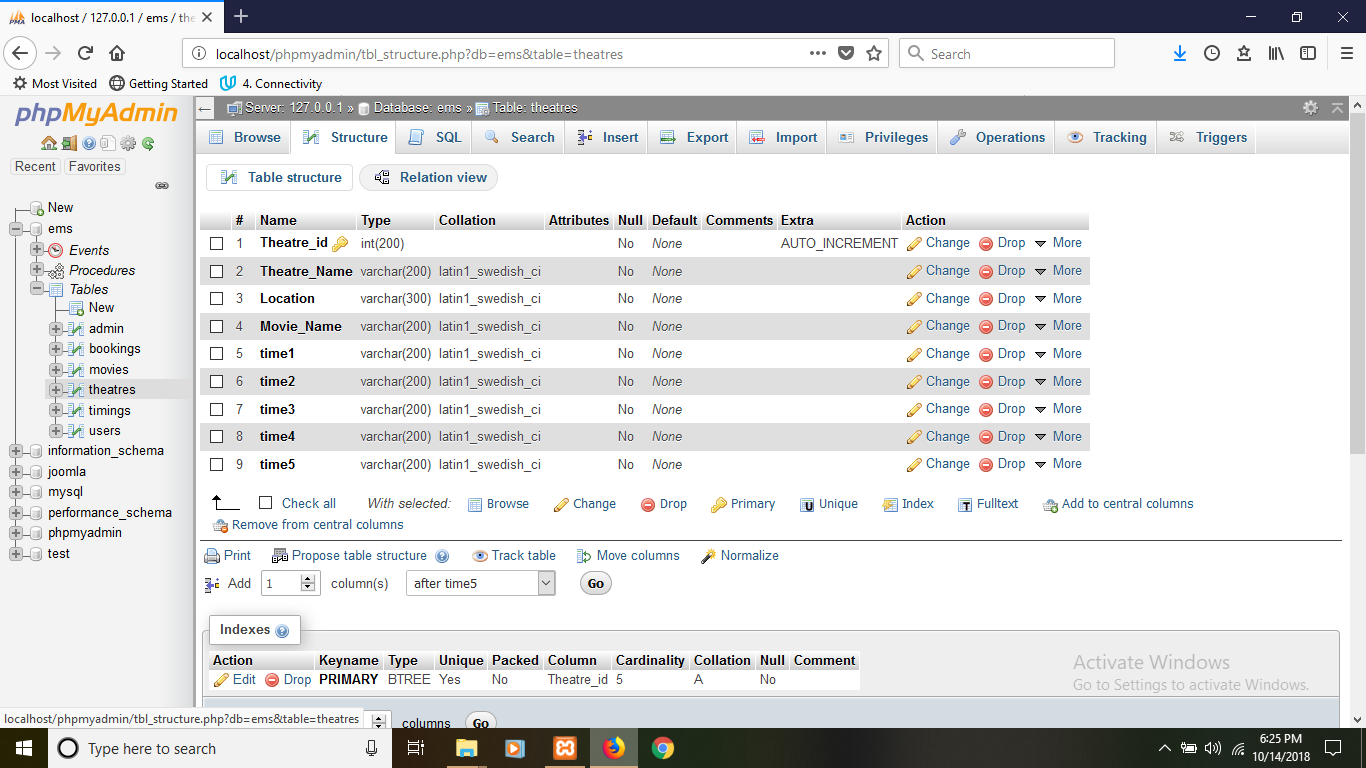 localhost / 127.0.0.1 / ems / the
localhost/phpmyadmin/tbl_structure.php?db=ems&table=theatres
Search
Most Visited Getting Started 4. Connectivity
phpMyAdmin
Recent Favorites
New
ems
Events
Procedures
Tables
New
admin
bookings
movies
theatres
timings
users
information_schema
joomla
mysql
performance_schema
phpmyadmin
test
Server: 127.0.0.1 » Database: ems » Table: theatres
Browse Structure SQL Search Insert Export Import Privileges Operations Tracking Triggers
Table structure Relation view
# Name Type Collation Attributes Null Default Comments Extra Action
1 Theatre_id int(200) No None AUTO_INCREMENT Change Drop More
2 Theatre_Name varchar(200) latin1_swedish_ci No None Change Drop More
3 Location varchar(300) latin1_swedish_ci No None Change Drop More
4 Movie_Name varchar(200) latin1_swedish_ci No None Change Drop More
5 time1 varchar(200) latin1_swedish_ci No None Change Drop More
6 time2 varchar(200) latin1_swedish_ci No None Change Drop More
7 time3 varchar(200) latin1_swedish_ci No None Change Drop More
8 time4 varchar(200) latin1_swedish_ci No None Change Drop More
9 time5 varchar(200) latin1_swedish_ci No None Change Drop More
Check all With selected: Browse Change Drop Primary Unique Index Fulltext Add to central columns
Remove from central columns
Print Propose table structure Track table Move columns Normalize
Add 1 column(s) after time5 Go
Indexes
Action Keyname Type Unique Packed Column Cardinality Collation Null Comment
Edit Drop PRIMARY BTREE Yes No Theatre_id 5 A No
Activate Windows
Go to Settings to activate Windows.
localhost/phpmyadmin/tbl_structure.php?db=ems&table=theatres
columns Go
Type here to search
6:25 PM
10/14/2018